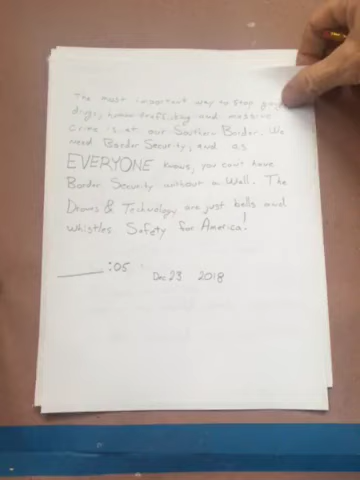 The most important way to stop gangs
drugs, human trafficking and massive
crime is at our Southern Border. We
need Border Security, and as
EVERYONE knows, you can't have
Border Security without a Wall. The
Drones & Technology are just bells and
whistles Safety for America!
______ :05
Dec 23 2018